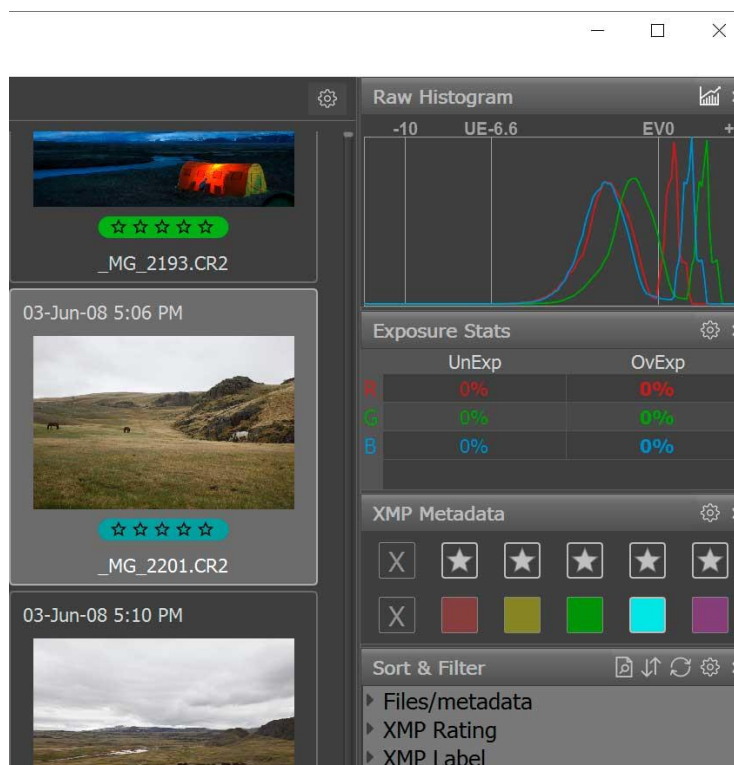 Raw Histogram
-10 UE-6.6 EV0 +
_MG_2193.CR2
03-Jun-08 5:06 PM
Exposure Stats
UnExp OvExp
R 0% 0%
G 0% 0%
B 0% 0%
_MG_2201.CR2
XMP Metadata
X
X
03-Jun-08 5:10 PM
Sort & Filter
Files/metadata
XMP Rating
XMP Label